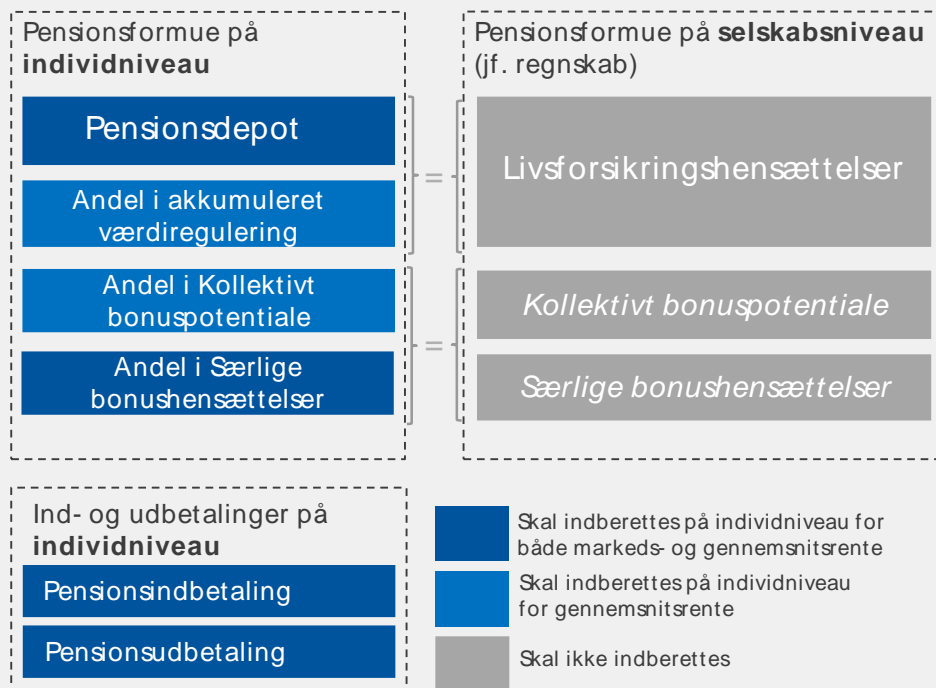 Pensionsformue på
individniveau
Pensionsdepot
Andel i akkumuleret
værdiregulering
Andel i Kollektivt
bonuspotentiale
Andel i Særlige
bonushensættelser
=
=
Pensionsformue på selskabsniveau
(jf. regnskab)
Livsforsikringshensættelser
Kollektivt bonuspotentiale
Særlige bonushensættelser
Ind- og udbetalinger på
individniveau
Pensionsindbetaling
Pensionsudbetaling
Skal indberettes på individniveau for
både markeds- og gennemsnitsrente
Skal indberettes på individniveau
for gennemsnitsrente
Skal ikke indberettes